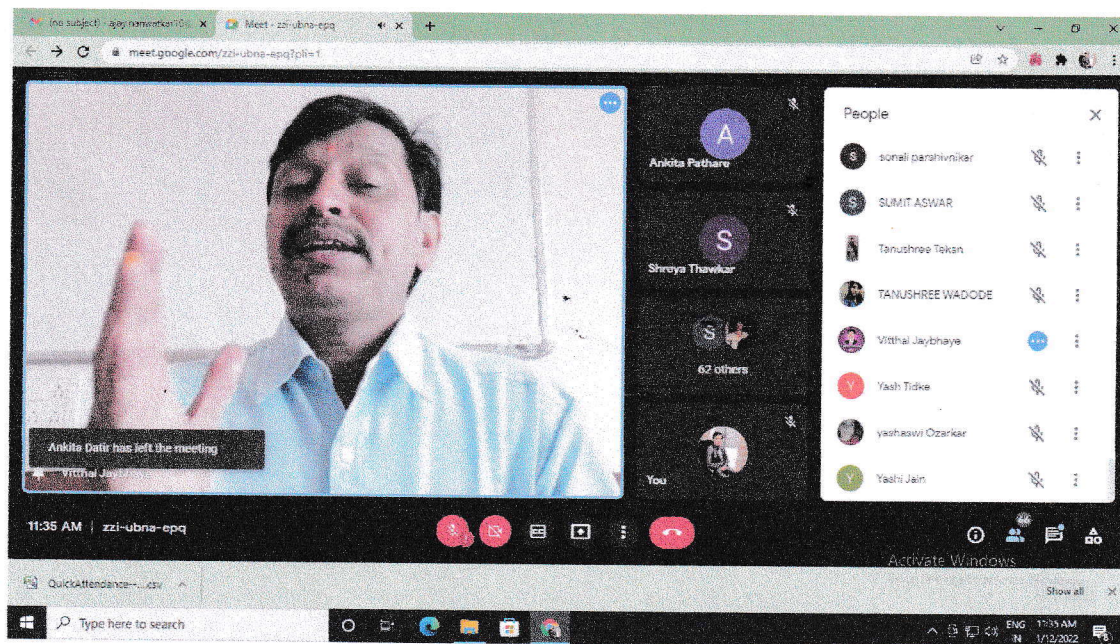 (no subject) - ajay
Meet - zzi-ubna-epq
meet.google.com/zzi-ubna-epq?pli=1
A
Ankita Pathare
S
Shreya Thawkar
S
62 others
You
Ankita Datir has left the meeting
Vitthal
People
S sonali parshivnikar
S SUMIT ASWAR
Tanushree Tekan
TANUSHREE WADODE
Vitthal Jaybhaye
Y Yash Tidke
yashaswi Ozarkar
Y Yashi Jain
11:35 AM | zzi-ubna-epq
Activate Windows
QuickAttendance--...csv
Show all
Type here to search
ENG
IN
11:35 AM
1/12/2022